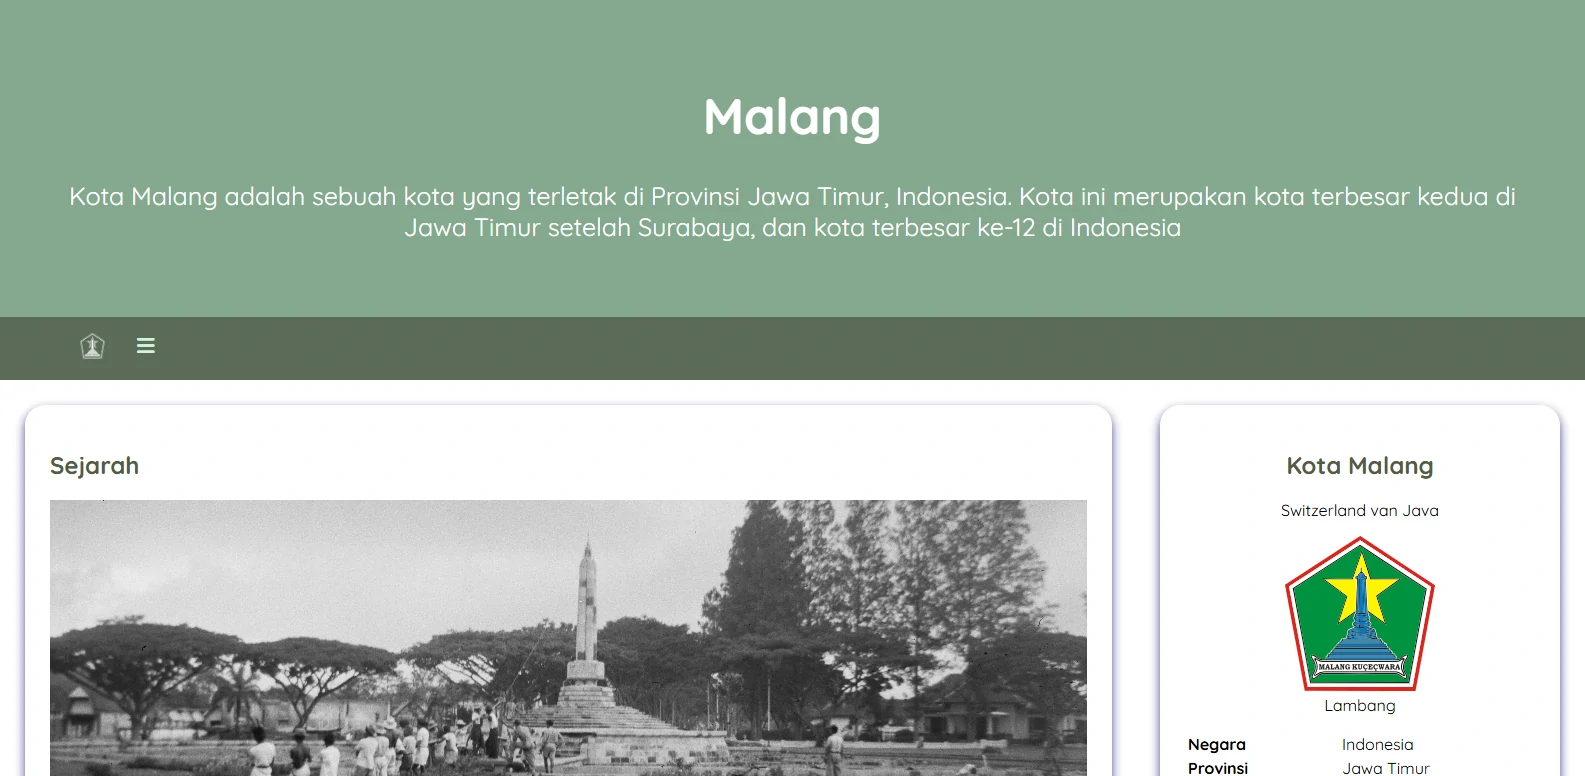 Malang
Kota Malang adalah sebuah kota yang terletak di Provinsi Jawa Timur, Indonesia. Kota ini merupakan kota terbesar kedua di
Jawa Timur setelah Surabaya, dan kota terbesar ke-12 di Indonesia
Sejarah
Kota Malang
Switzerland van Java
MALANG KUÇEÇWARA
Lambang
Negara Indonesia
Provinsi Jawa Timur